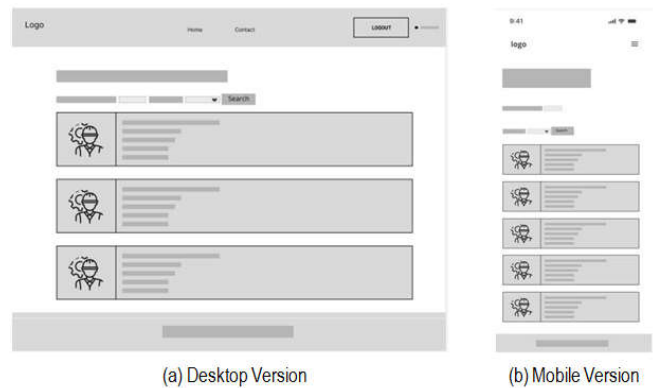 Logo
Home Contact LOGOUT
Search
9:41
logo
Search
(a) Desktop Version (b) Mobile Version